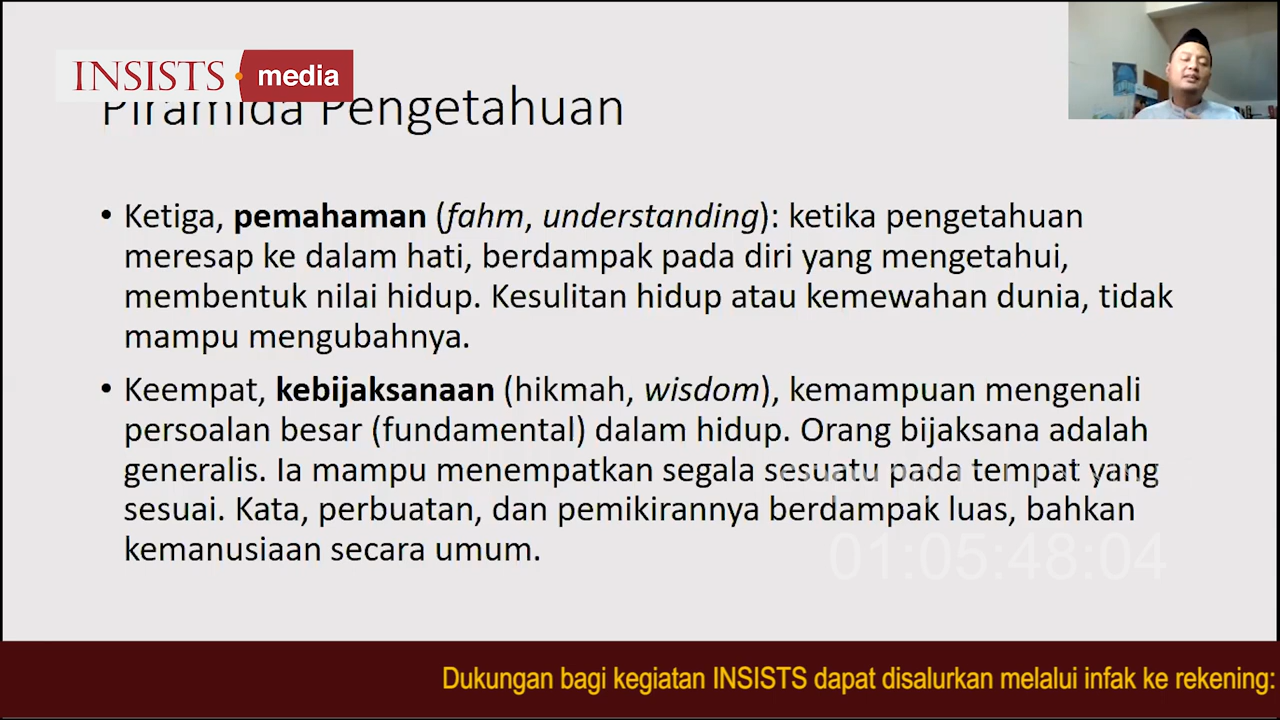 INSISTS media
Piramida Pengetahuan
• Ketiga, pemahaman (fahm, understanding): ketika pengetahuan
meresap ke dalam hati, berdampak pada diri yang mengetahui,
membentuk nilai hidup. Kesulitan hidup atau kemewahan dunia, tidak
mampu mengubahnya.
• Keempat, kebijaksanaan (hikmah, wisdom), kemampuan mengenali
persoalan besar (fundamental) dalam hidup. Orang bijaksana adalah
generalis. Ia mampu menempatkan segala sesuatu pada tempat yang
sesuai. Kata, perbuatan, dan pemikirannya berdampak luas, bahkan
kemanusiaan secara umum.
01:05:48:04
Dukungan bagi kegiatan INSISTS dapat disalurkan melalui infak ke rekening: